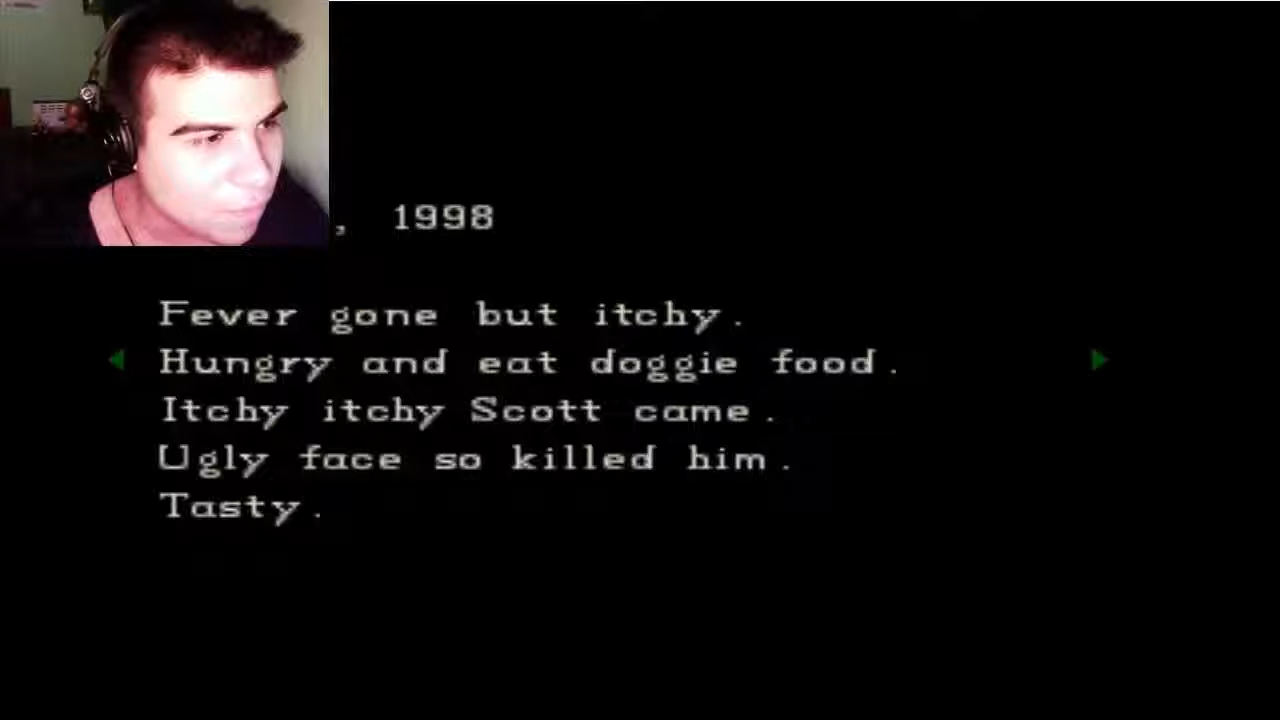 , 1998
Fever gone but itchy.
Hungry and eat doggie food.
Itchy itchy Scott came.
Ugly face so killed him.
Tasty.